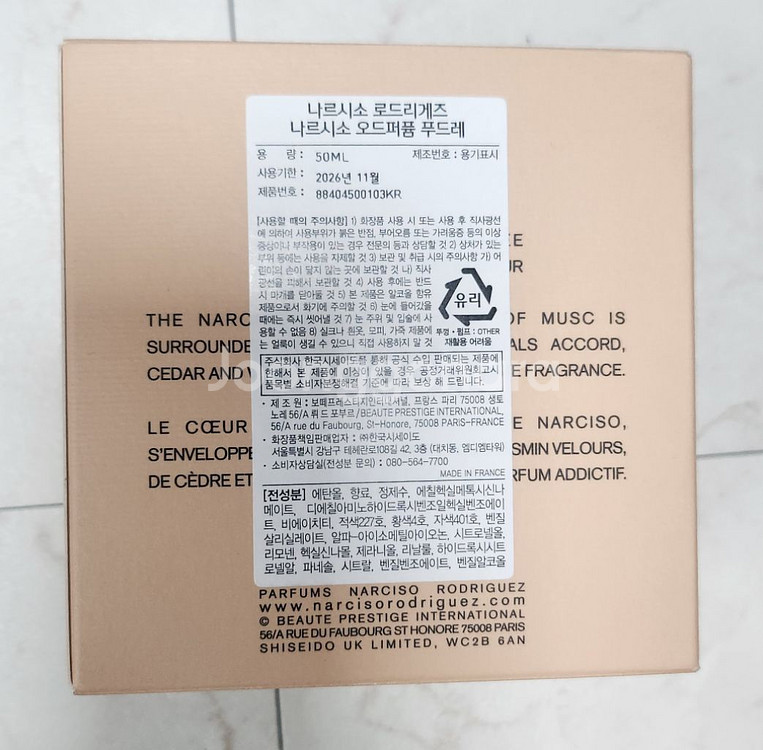 나르시소 로드리게즈
나르시소 오드퍼퓸 푸드레
용 량 : 50ML 제조번호 : 용기표시
사용기한 : 2026년 11월
제품번호 : 88404500103KR
[사용할 때의 주의사항] 1) 화장품 사용 시 또는 사용 후 직사광선
에 의하여 사용부위가 붉은 반점, 부어오름 또는 가려움증 등의 이상
증상이나 부작용이 있는 경우 전문의 등과 상담할 것 2) 상처가 있는
부위 등에는 사용을 자제할 것 3) 보관 및 취급 시의 주의사항 가) 어
린이의 손이 닿지 않는 곳에 보관할 것 나) 직사
광선을 피해서 보관할 것 4) 사용 후에는 반드
시 마개를 닫아둘 것 5) 본 제품은 알코올 함유
제품으로서 화기에 주의할 것 6) 눈에 들어갔을
때에는 즉시 씻어낼 것 7) 눈 주위 및 입술에 사
용할 수 없음 8) 실크나 흰옷, 모피, 가죽 제품에
는 얼룩이 생길 수 있으니 직접 사용하지 말 것
유리
뚜껑 • 펌프 : OTHER
재활용 어려움
주식회사 한국시세이도를 통해 공식 수입 판매되는 제품에
한해서 본 제품에 이상이 있을 경우 공정거래위원회고시
품목별 소비자분쟁해결 기준에 따라 보상 해 드립니다.
• 제 조 원 : 보떼프레스티지인터내셔널, 프랑스 파리 75008 생토
노레 56/A 뤼 드 포부르 / BEAUTE PRESTIGE INTERNATIONAL,
56/A rue du Faubourg, St-Honore, 75008 PARIS-FRANCE
• 화장품책임판매업자 : ㈜한국시세이도
서울특별시 강남구 테헤란로108길 42, 3층 (대치동, 엠디엠타워)
• 소비자상담실(전성분 문의) : 080-564-7700
MADE IN FRANCE
[전성분] 에탄올, 향료, 정제수, 에칠헥실메톡시신나
메이트, 디에칠아미노하이드록시벤조일헥실벤조에이
트, 비에이치티, 적색227호, 황색4호, 자색401호, 벤질
살리실레이트, 알파-아이소메틸아이오논, 시트로넬올,
리모넨, 헥실신나몰, 제라니올, 리날룰, 하이드록시시트
로넬알, 파네솔, 시트랄, 벤질벤조에이트, 벤질알코올
EE
UR
THE NARC OF MUSC IS
SURROUNDE ALS ACCORD,
CEDAR AND V E FRAGRANCE.
LE CŒUR E NARCISO,
S'ENVELOPPE SMIN VELOURS,
DE CÈDRE ET RFUM ADDICTIF.
PARFUMS NARCISO RODRIGUEZ
www.narcisorodriguez.com
© BEAUTE PRESTIGE INTERNATIONAL
56/A RUE DU FAUBOURG ST HONORE 75008 PARIS
SHISEIDO UK LIMITED, WC2B 6AN